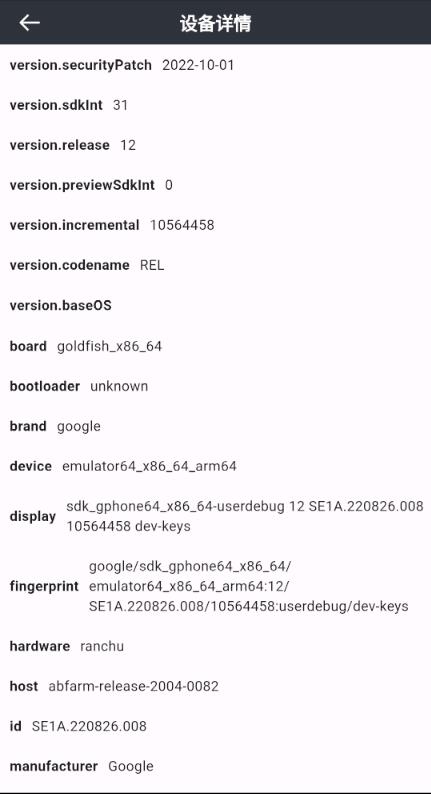 设备详情
version.securityPatch 2022-10-01
version.sdkInt 31
version.release 12
version.previewSdkInt 0
version.incremental 10564458
version.codename REL
version.baseOS
board goldfish_x86_64
bootloader unknown
brand google
device emulator64_x86_64_arm64
display sdk_gphone64_x86_64-userdebug 12 SE1A.220826.008
10564458 dev-keys
fingerprint google/sdk_gphone64_x86_64/
emulator64_x86_64_arm64:12/
SE1A.220826.008/10564458:userdebug/dev-keys
hardware ranchu
host abfarm-release-2004-0082
id SE1A.220826.008
manufacturer Google